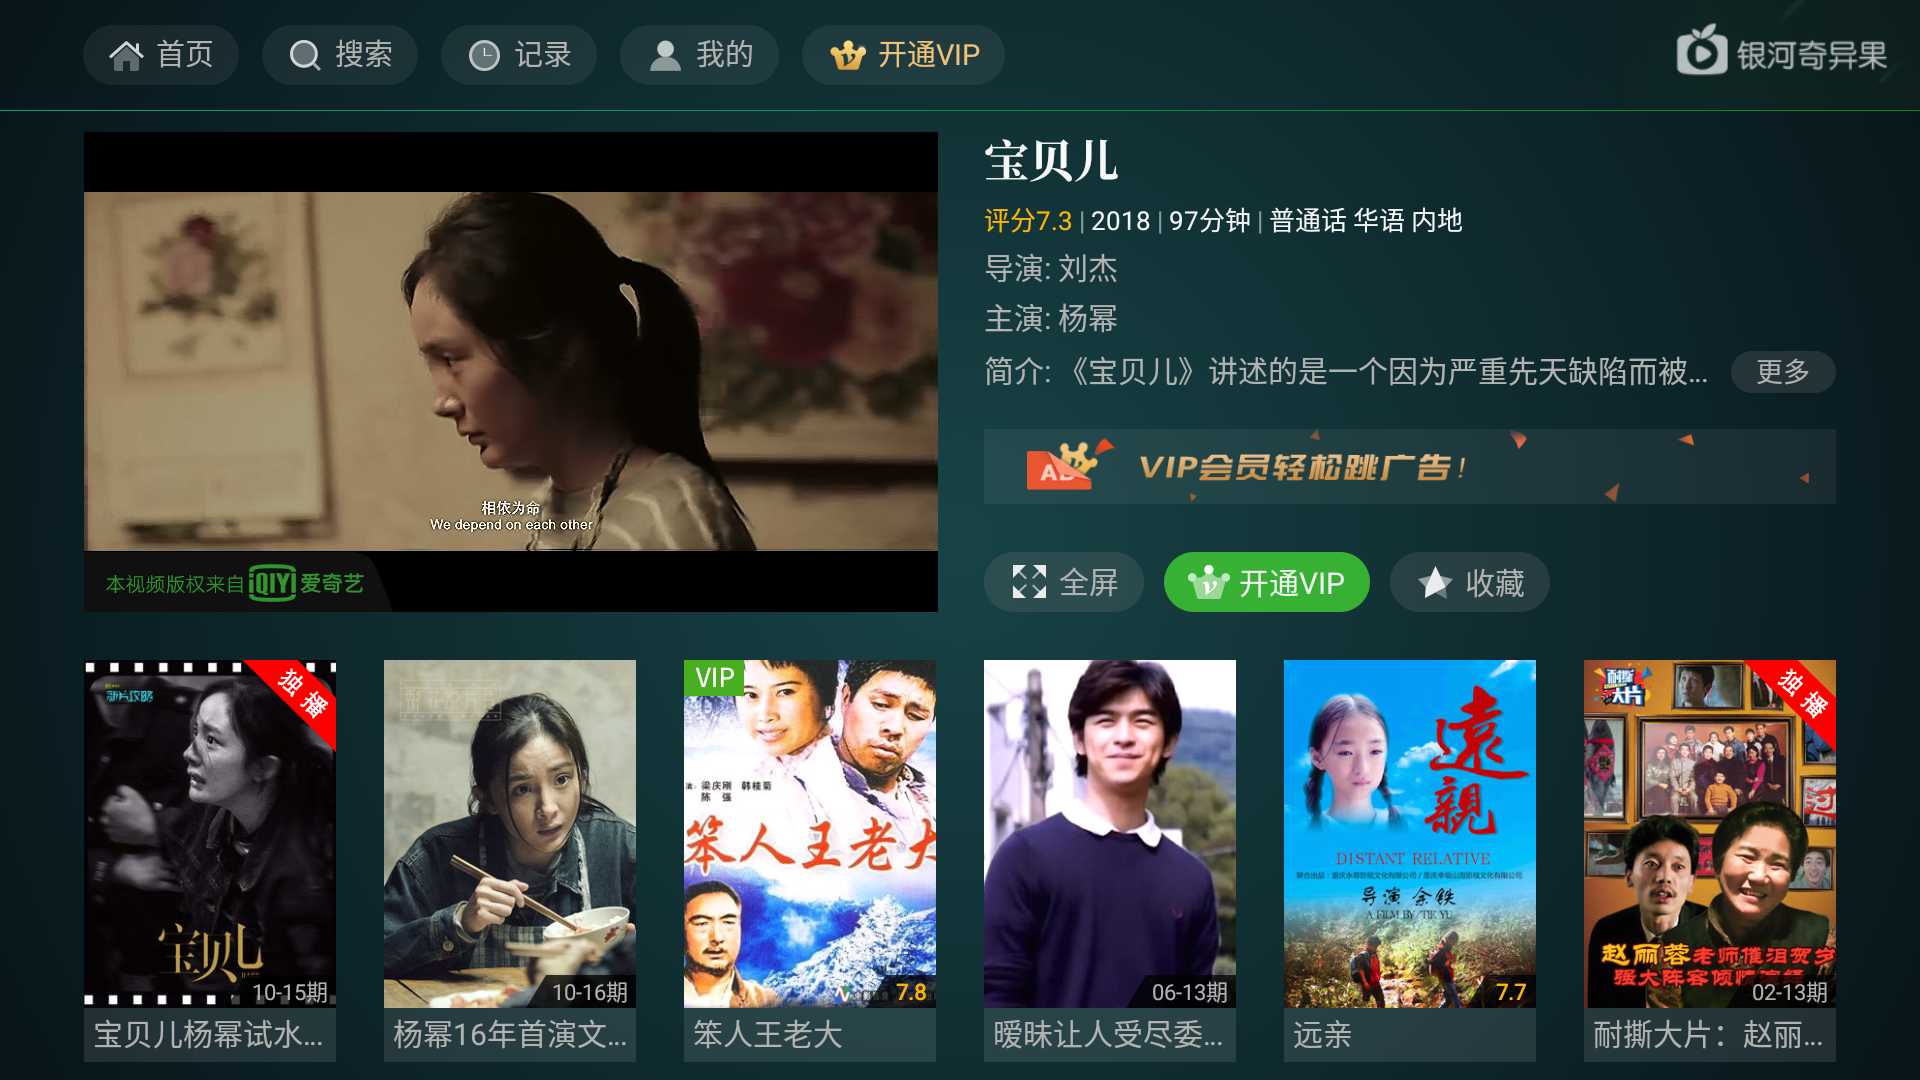 首页
搜索
记录
我的
开通VIP
银河奇异果
宝贝儿
评分7.3 | 2018 | 97分钟 | 普通话 华语 内地
导演: 刘杰
主演: 杨幂
简介: 《宝贝儿》讲述的是一个因为严重先天缺陷而被...
更多
相依为命
We depend on each other
本视频版权来自 iQIYI 爱奇艺
VIP会员轻松跳广告!
全屏
开通VIP
收藏
新片攻略
独播
宝贝儿
10-15期
宝贝儿杨幂试水...
10-16期
杨幂16年首演文...
VIP
梁庆刚 韩桂菊
陈 强
笨人王老大
7.8
笨人王老大
06-13期
暧昧让人受尽委...
遠親
DISTANT RELATIVE
导演 余铁
A FILM BY TIE YU
7.7
远亲
耐撕大片
独播
赵丽蓉老师催泪贺岁
强大阵容倾情演绎
02-13期
耐撕大片：赵丽...